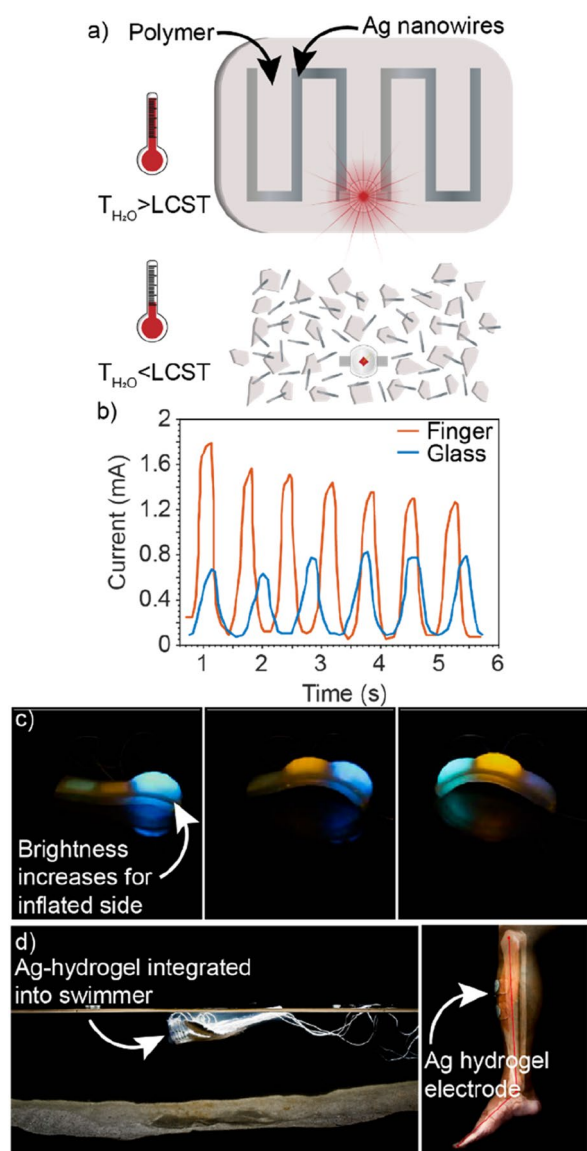 a)
Polymer
Ag nanowires
T_H₂O>LCST
T_H₂O<LCST
b)
2
1.6
1.2
0.8
0.4
0
Current (mA)
Finger
Glass
1
2
3
4
5
6
Time (s)
c)
Brightness
increases for
inflated side
d)
Ag-hydrogel integrated
into swimmer
Ag hydrogel
electrode